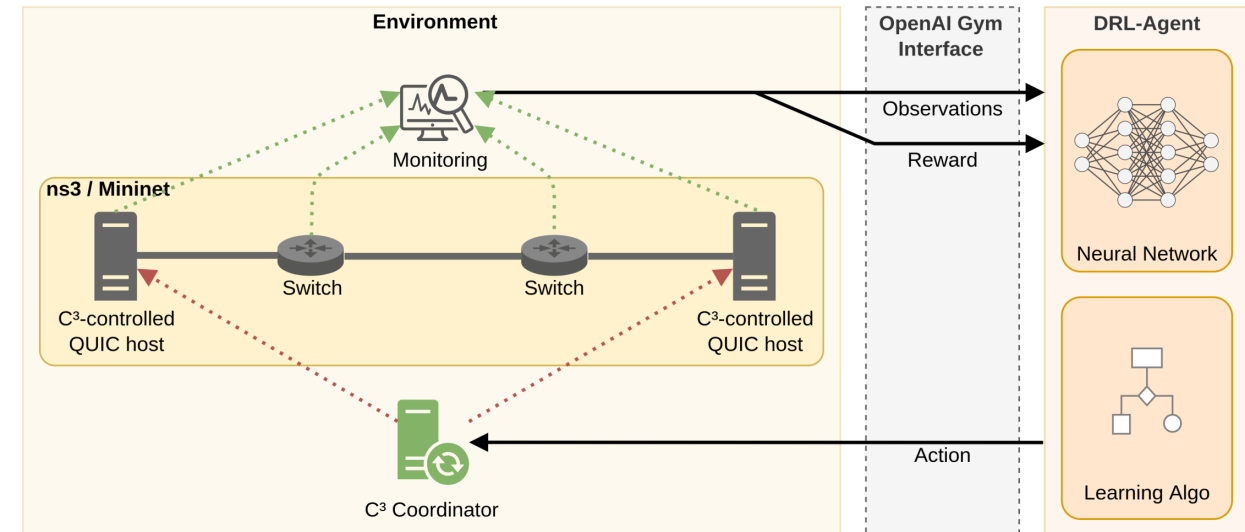 Environment
OpenAI Gym
Interface
DRL-Agent
Observations
Reward
Monitoring
ns3 / Mininet
Neural Network
Switch
Switch
C³-controlled
QUIC host
C³-controlled
QUIC host
Action
Learning Algo
C³ Coordinator